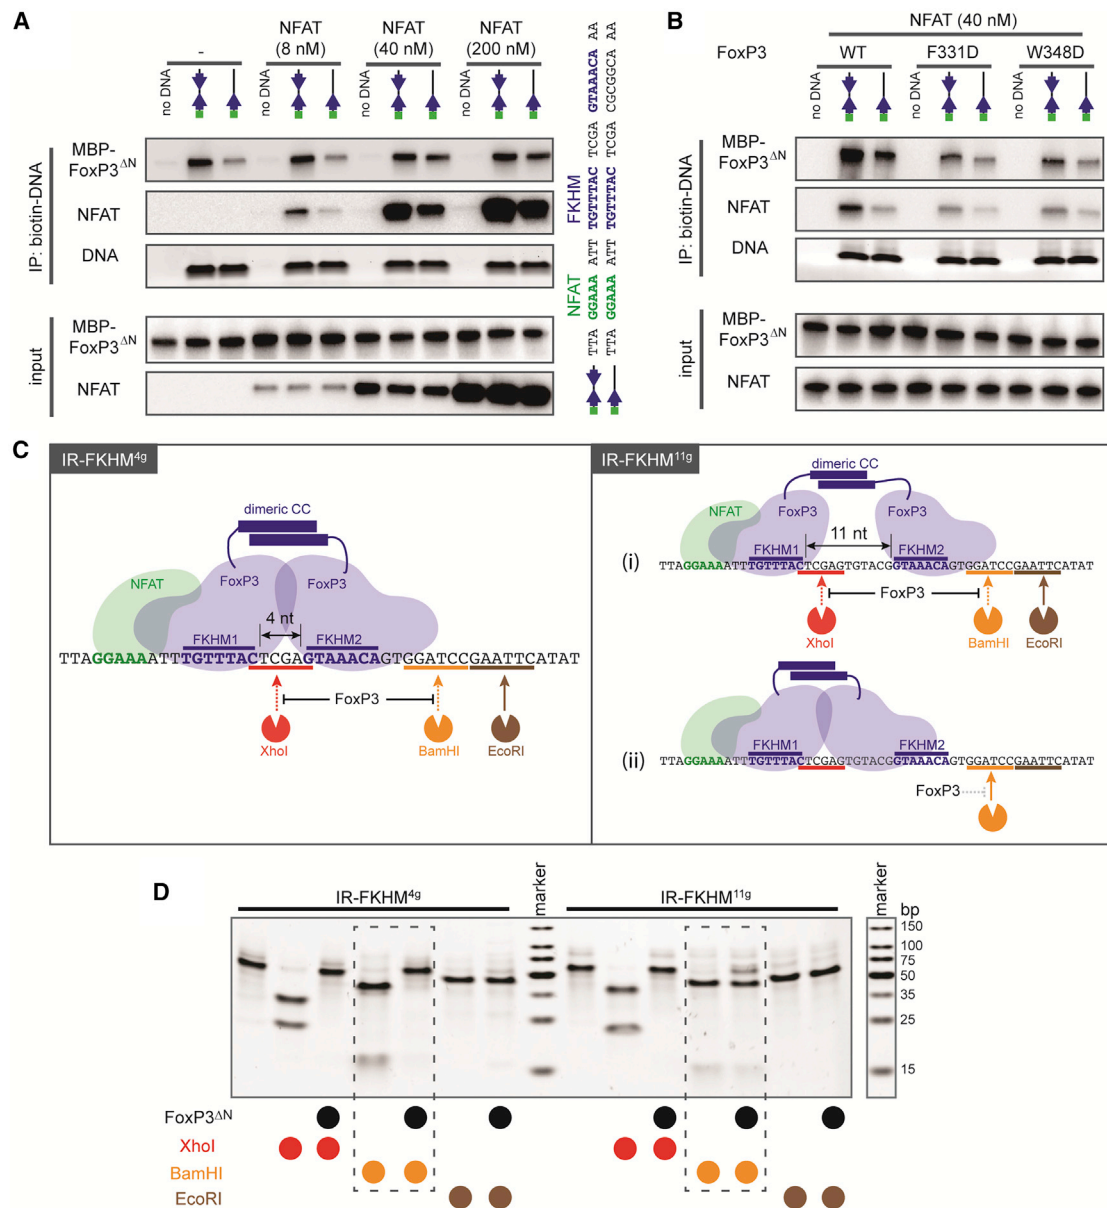 A
-
NFAT
(8 nM)
NFAT
(40 nM)
NFAT
(200 nM)
no DNA
no DNA
no DNA
no DNA
IP: biotin-DNA
MBP-
FoxP3ΔN
NFAT
DNA
input
MBP-
FoxP3ΔN
NFAT
NFAT
FKHM
TTA GGAAA ATT TGTTTAC TCGA GTAAACA AA
TTA GGAAA ATT TGTTTAC TCGA CGCGGCA AA
B
NFAT (40 nM)
FoxP3
WT
F331D
W348D
no DNA
no DNA
no DNA
IP: biotin-DNA
MBP-
FoxP3ΔN
NFAT
DNA
input
MBP-
FoxP3ΔN
NFAT
C
IR-FKHM4g
dimeric CC
NFAT
FoxP3
FoxP3
4 nt
FKHM1
FKHM2
TTAGGAAAATTTGTTTACTCGAGTAAACAGTGGATCCGAATTCATAT
FoxP3
XhoI
BamHI
EcoRI
IR-FKHM11g
dimeric CC
NFAT
FoxP3
FoxP3
11 nt
FKHM1
FKHM2
(i)
TTAGGAAAATTTGTTTACTCGAGTGTACGGTAAACAGTGGATCCGAATTCATAT
FoxP3
XhoI
BamHI
EcoRI
FKHM1
FKHM2
(ii)
TTAGGAAAATTTGTTTACTCGAGTGTACGGTAAACAGTGGATCCGAATTCATAT
FoxP3
D
IR-FKHM4g
marker
IR-FKHM11g
marker
bp
150
100
75
50
35
25
15
FoxP3ΔN
XhoI
BamHI
EcoRI